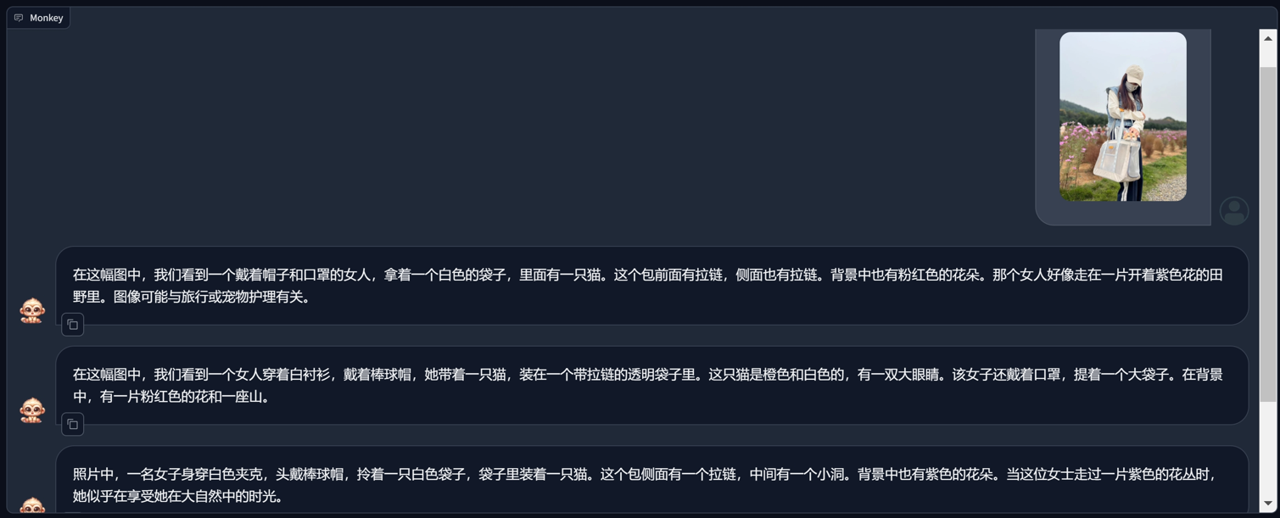 Monkey
在这幅图中，我们看到一个戴着帽子和口罩的女人，拿着一个白色的袋子，里面有一只猫。这个包前面有拉链，侧面也有拉链。背景中也有粉红色的花朵。那个女人好像走在一片开着紫色花的田
野里。图像可能与旅行或宠物护理有关。
在这幅图中，我们看到一个女人穿着白衬衫，戴着棒球帽，她带着一只猫，装在一个带拉链的透明袋子里。这只猫是橙色和白色的，有一双大眼睛。该女子还戴着口罩，提着一个大袋子。在背景
中，有一片粉红色的花和一座山。
照片中，一名女子身穿白色夹克，头戴棒球帽，拎着一只白色袋子，袋子里装着一只猫。这个包侧面有一个拉链，中间有一个小洞。背景中也有紫色的花朵。当这位女士走过一片紫色的花丛时，
她似乎在享受她在大自然中的时光。